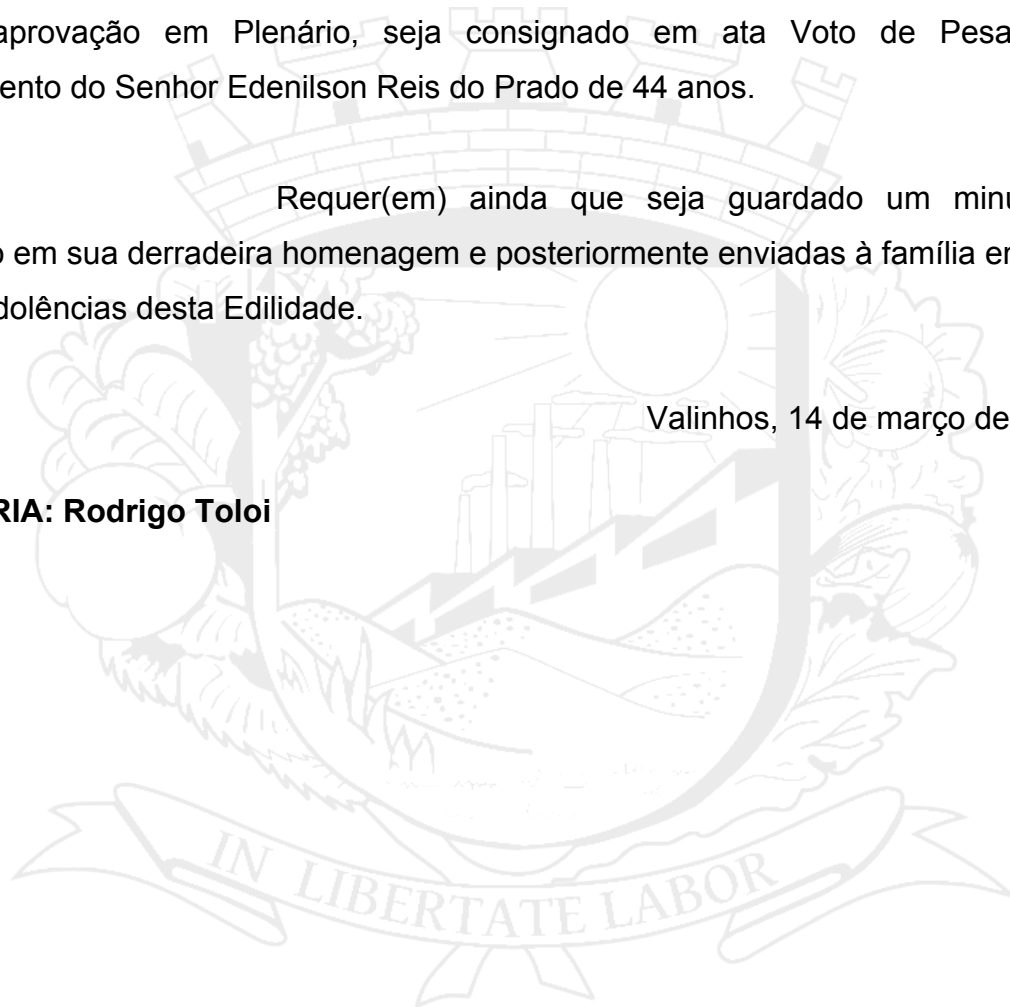 aprovação em Plenário, seja consignado em ata Voto de Pesa
ento do Senhor Edenilson Reis do Prado de 44 anos.
Requer(em) ainda que seja guardado um minu
o em sua derradeira homenagem e posteriormente enviadas à família en
dolências desta Edilidade.
Valinhos, 14 de março de
RIA: Rodrigo Toloi
IN LIBERTATE LABOR